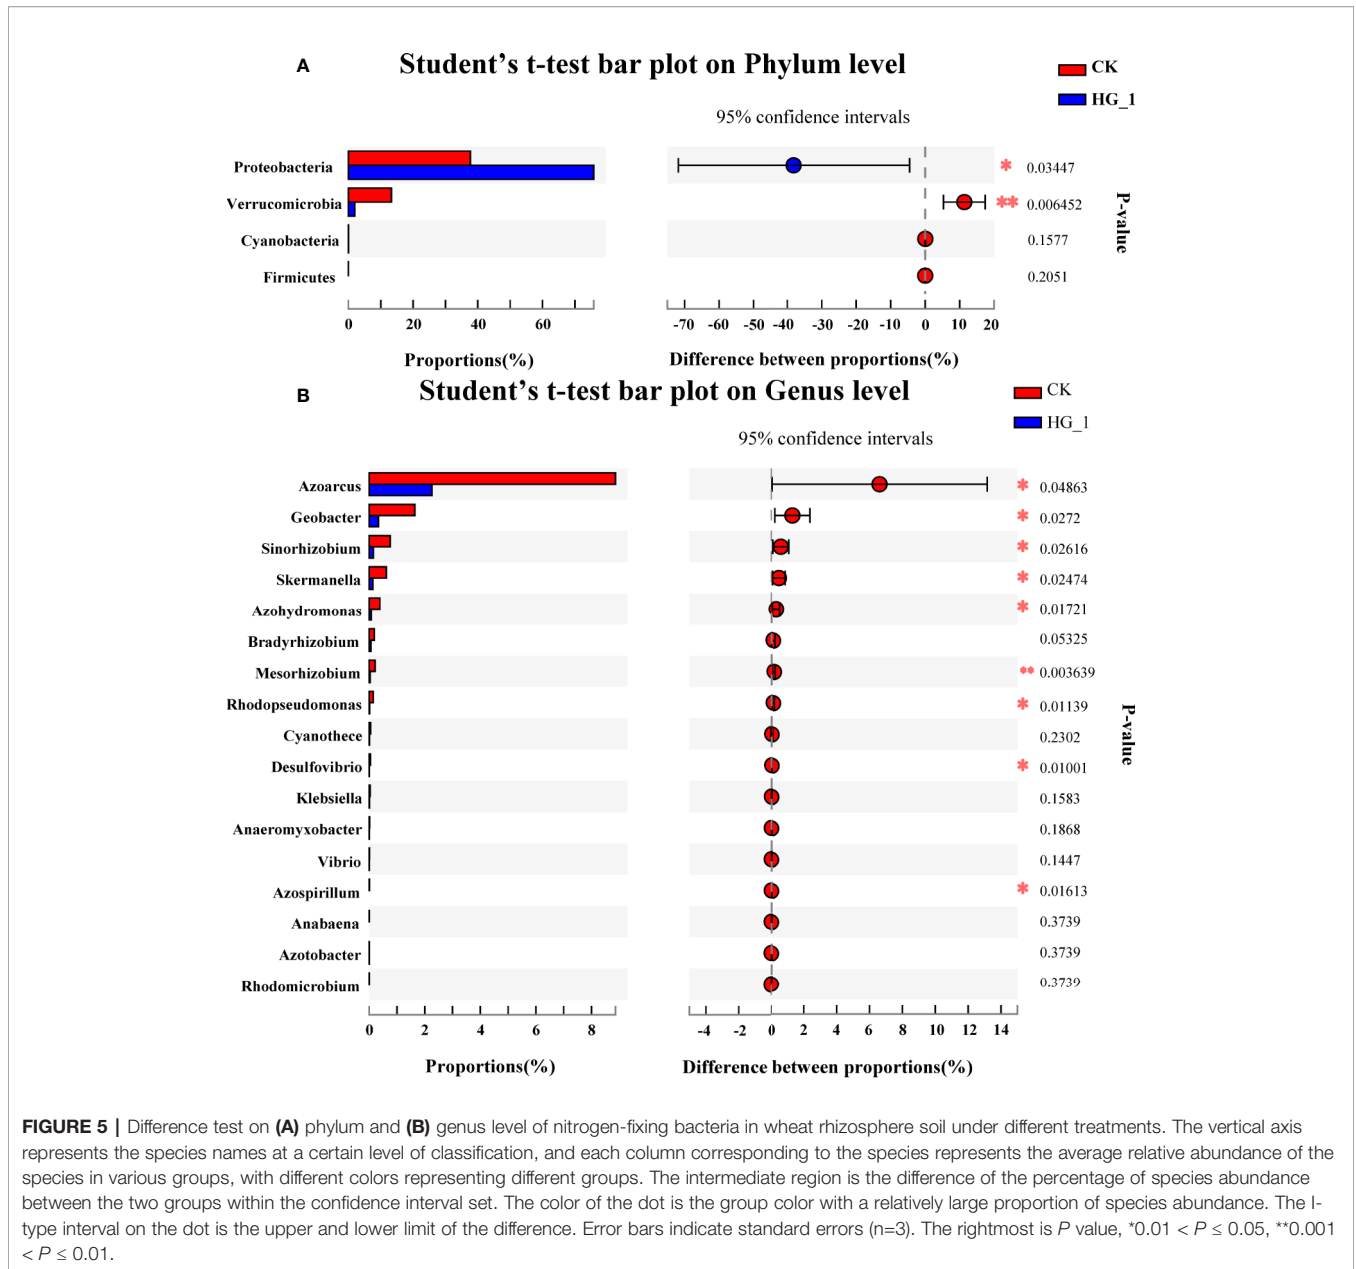 A
Student's t-test bar plot on Phylum level
CK
HG_1
95% confidence intervals
Proteobacteria
* 0.03447
Verrucomicrobia
** 0.006452
Cyanobacteria
0.1577
Firmicutes
0.2051
P-value
0 20 40 60
-70 -60 -50 -40 -30 -20 -10 0 10 20
Proportions(%)
Difference between proportions(%)
B
Student's t-test bar plot on Genus level
CK
HG_1
95% confidence intervals
Azoarcus
* 0.04863
Geobacter
* 0.0272
Sinorhizobium
* 0.02616
Skermanella
* 0.02474
Azohydromonas
* 0.01721
Bradyrhizobium
0.05325
Mesorhizobium
** 0.003639
Rhodopseudomonas
* 0.01139
Cyanothece
0.2302
Desulfovibrio
* 0.01001
Klebsiella
0.1583
Anaeromyxobacter
0.1868
Vibrio
0.1447
Azospirillum
* 0.01613
Anabaena
0.3739
Azotobacter
0.3739
Rhodomicrobium
0.3739
P-value
0 2 4 6 8
-4 -2 0 2 4 6 8 10 12 14
Proportions(%)
Difference between proportions(%)
FIGURE 5 | Difference test on (A) phylum and (B) genus level of nitrogen-fixing bacteria in wheat rhizosphere soil under different treatments. The vertical axis
represents the species names at a certain level of classification, and each column corresponding to the species represents the average relative abundance of the
species in various groups, with different colors representing different groups. The intermediate region is the difference of the percentage of species abundance
between the two groups within the confidence interval set. The color of the dot is the group color with a relatively large proportion of species abundance. The I-
type interval on the dot is the upper and lower limit of the difference. Error bars indicate standard errors (n=3). The rightmost is P value, *0.01 < P ≤ 0.05, **0.001
< P ≤ 0.01.